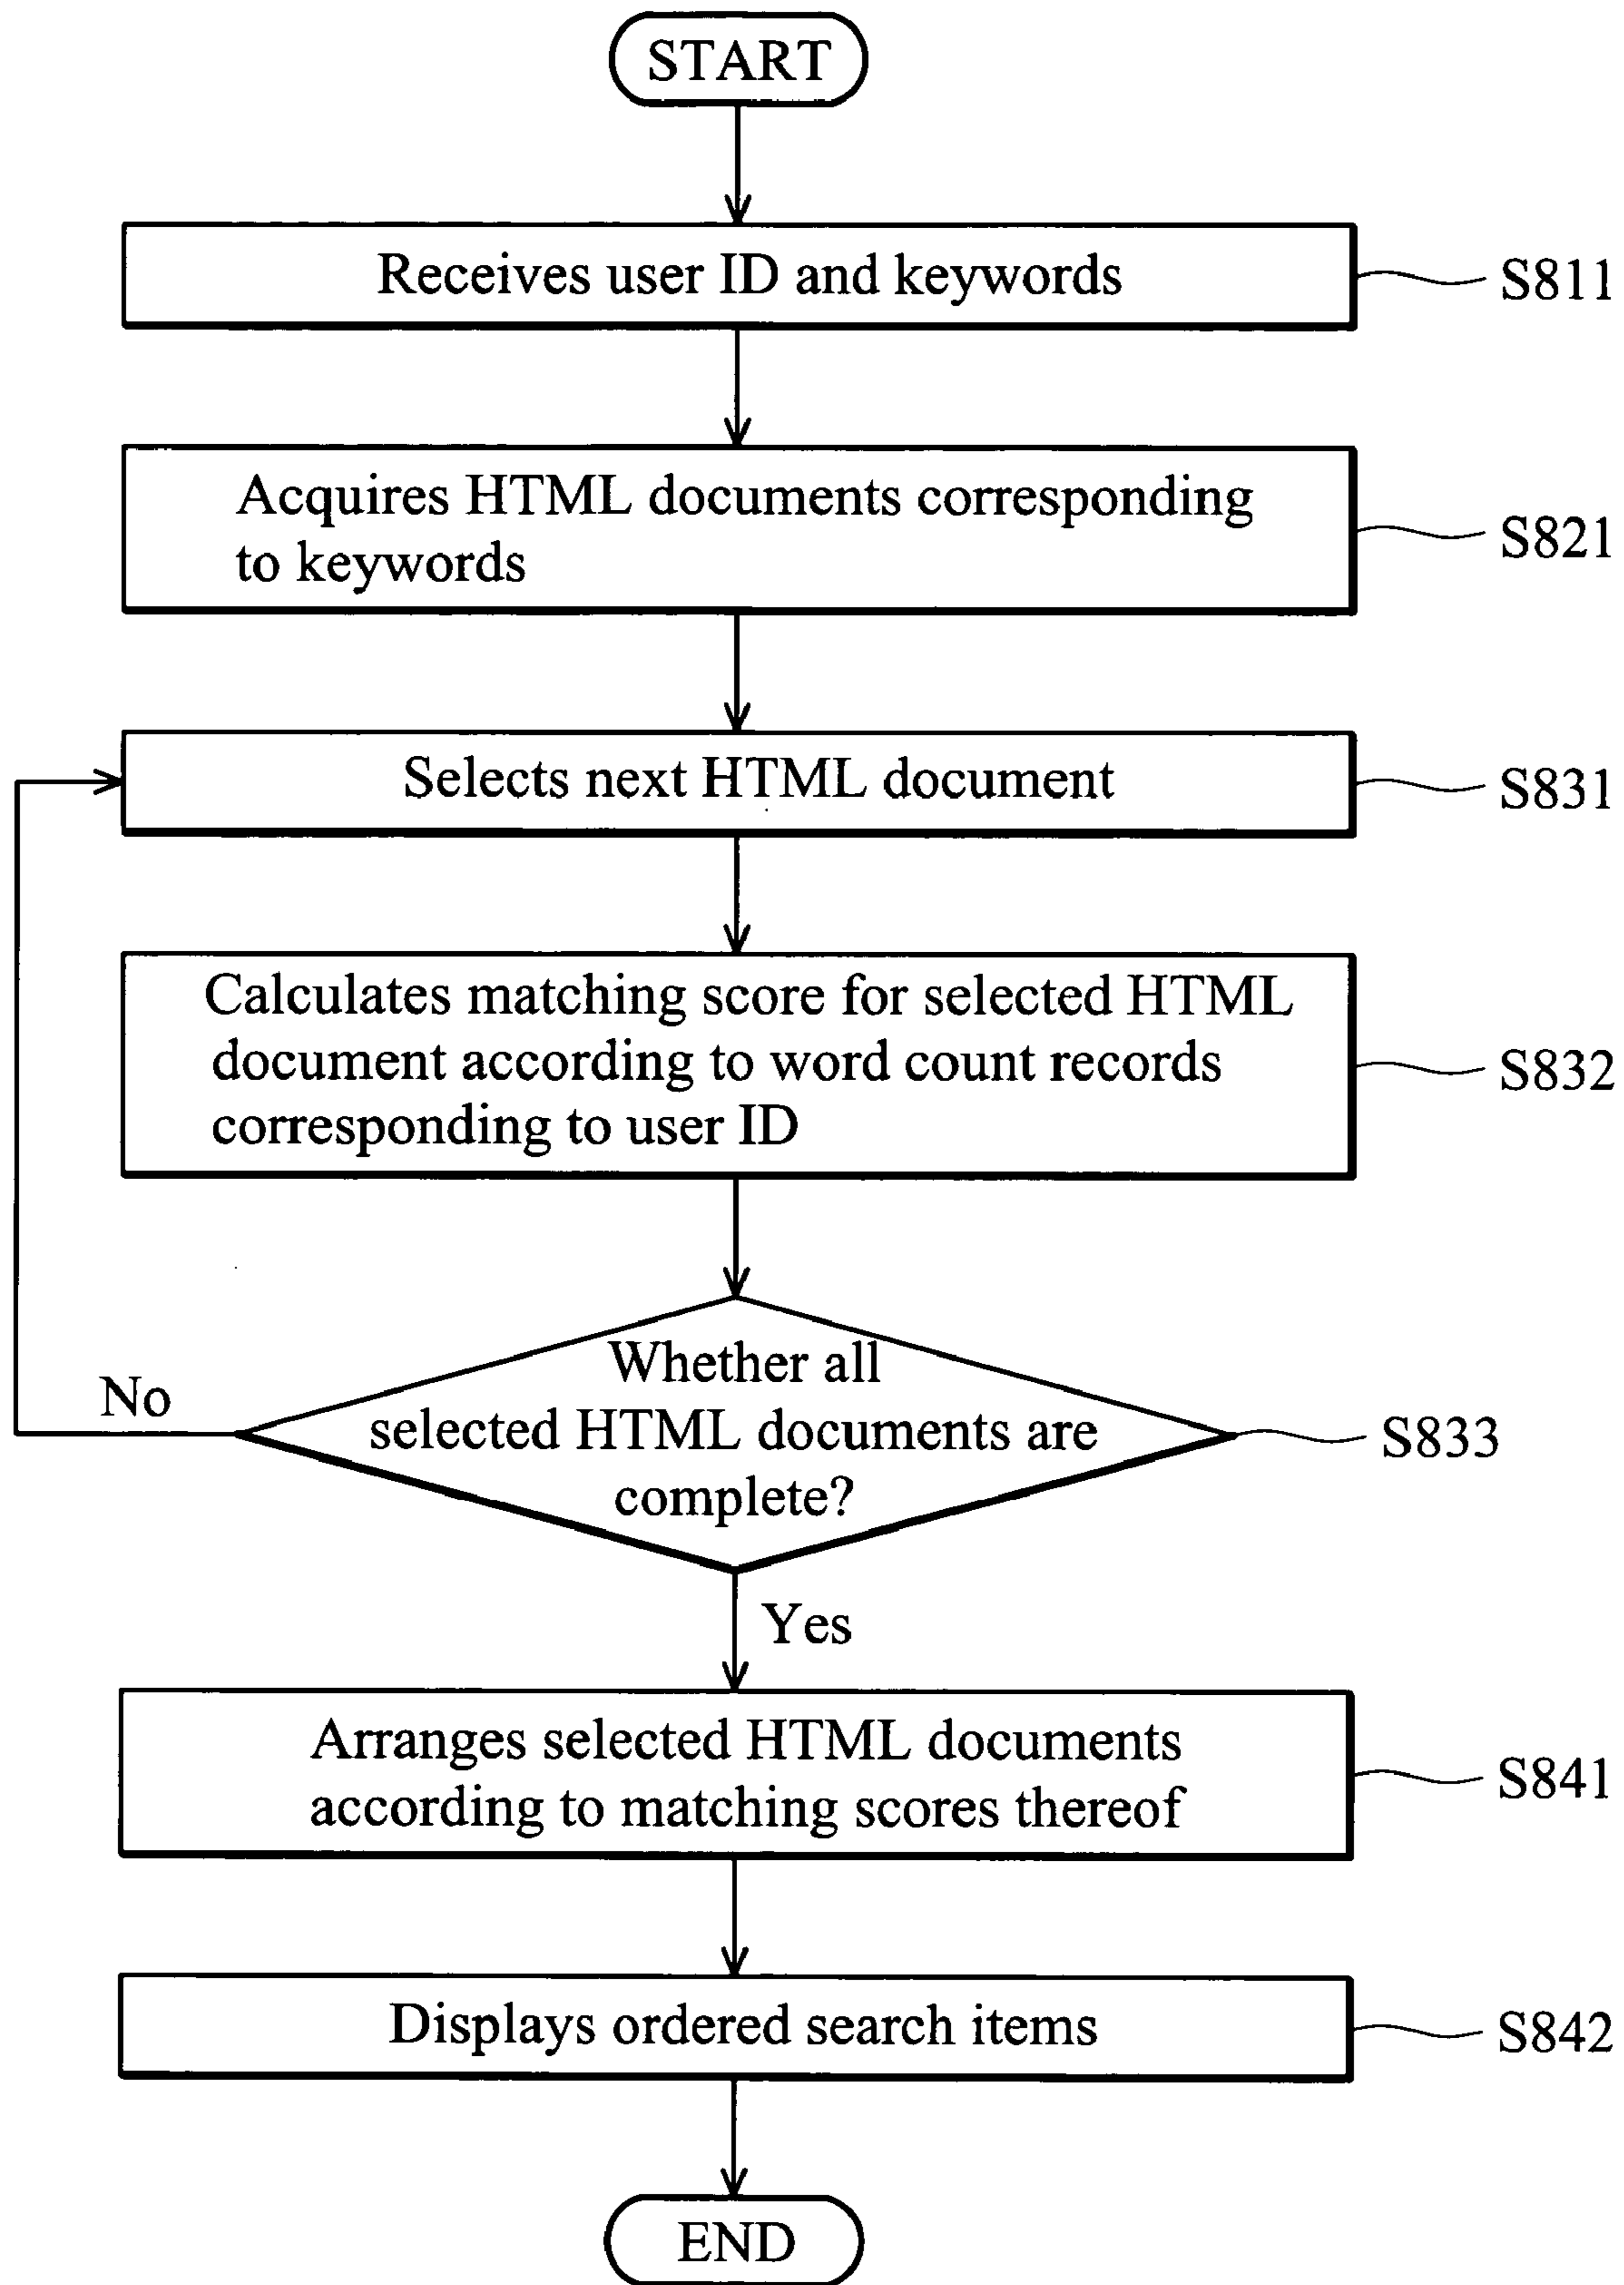 START
Receives user ID and keywords
S811
Acquires HTML documents corresponding
to keywords
S821
Selects next HTML document
S831
Calculates matching score for selected HTML
document according to word count records
corresponding to user ID
S832
Whether all
selected HTML documents are
complete?
S833
No
Yes
Arranges selected HTML documents
according to matching scores thereof
S841
Displays ordered search items
S842
END